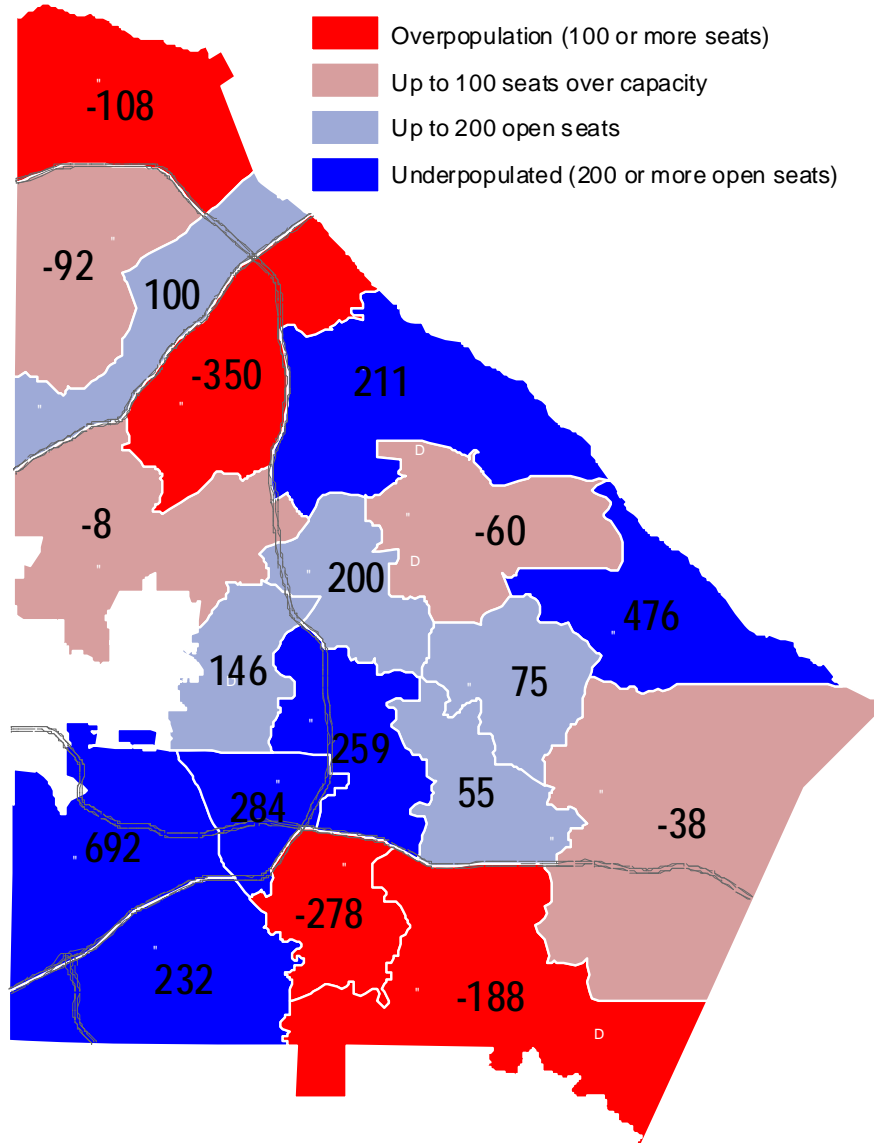 Overpopulation (100 or more seats)
Up to 100 seats over capacity
Up to 200 open seats
Underpopulated (200 or more open seats)
-108
-92
100
-350
211
D
-8
-60
D
200
476
146
D
75
259
55
284
-38
692
-278
232
-188
D